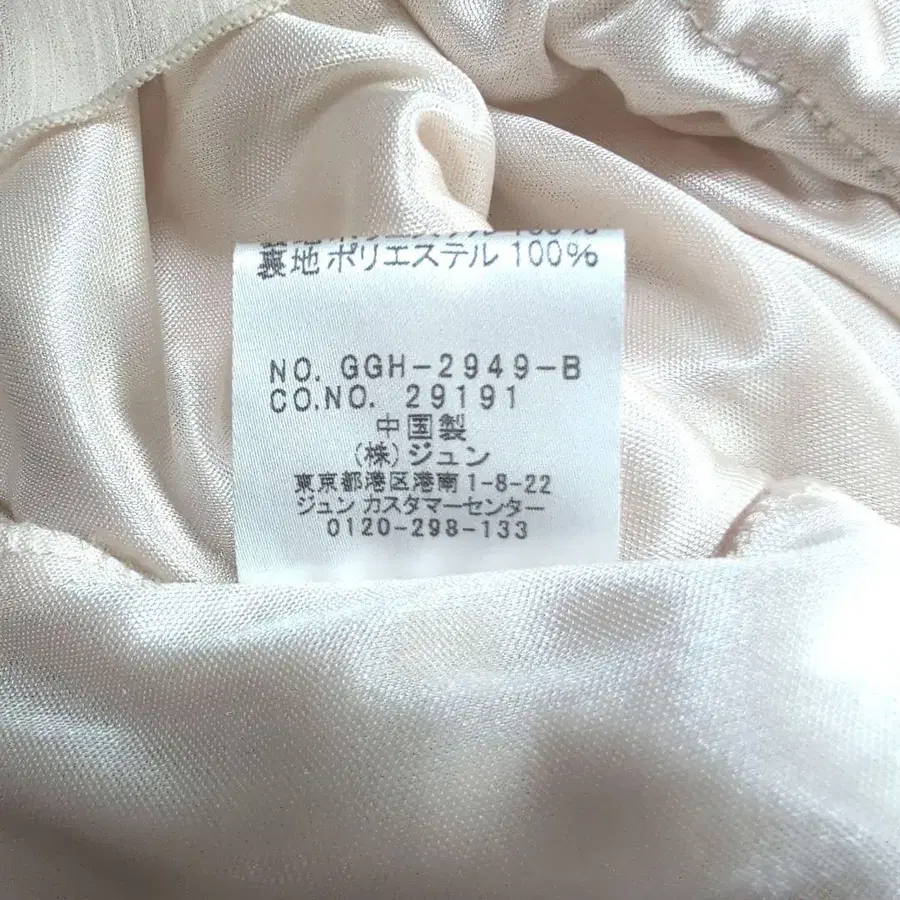 裏地 ポリエステル 100%
NO. GGH-2949-B
CO.NO. 29191
中国製
(株)ジュン
東京都港区港南 1-8-22
ジュン カスタマーセンター
0120-298-133